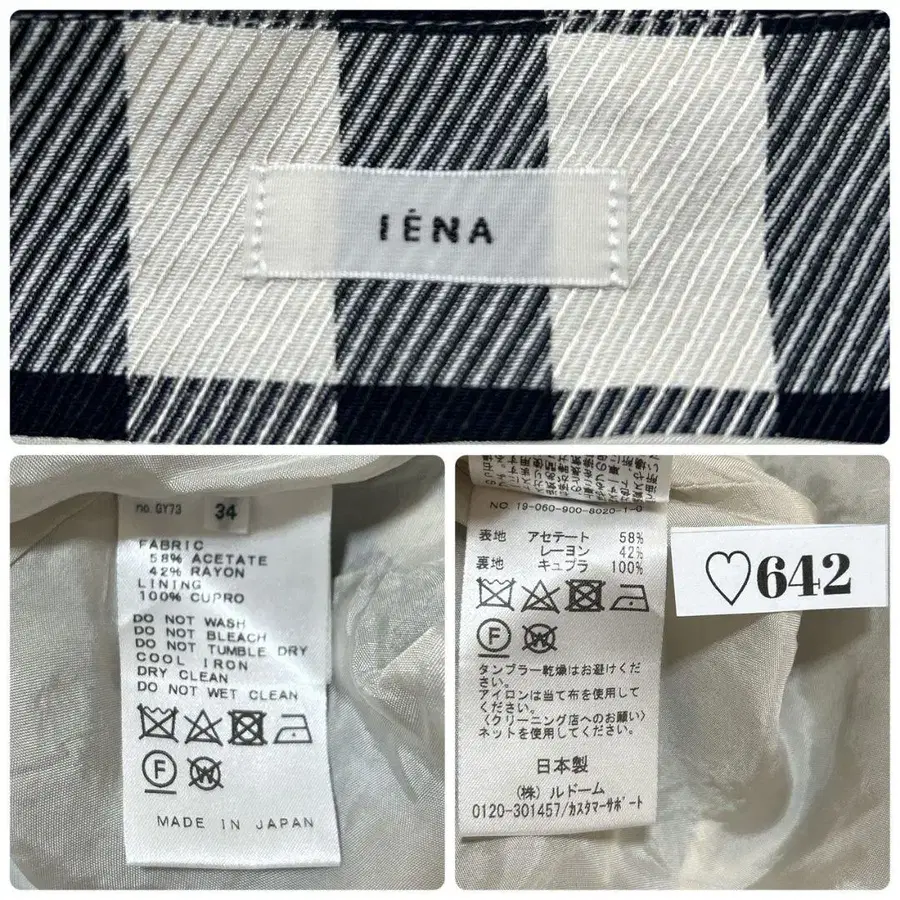 IÉNA
no. GY73 34
FABRIC
58% ACETATE
42% RAYON
LINING
100% CUPRO
DO NOT WASH
DO NOT BLEACH
DO NOT TUMBLE DRY
COOL IRON
DRY CLEAN
DO NOT WET CLEAN
F W
MADE IN JAPAN
NO. 19-060-900-8020-1-0
表地 アセテート 58%
レーヨン 42%
裏地 キュプラ 100%
F W
タンブラー乾燥はお避けくださ
い。
アイロンは当て布を使用して
ください。
〈クリーニング店へのお願い〉
ネットを使用してください。
日本製
(株) ルドーム
0120-301457/カスタマーサポート
♡642